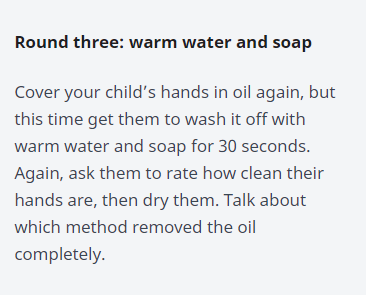 Round three: warm water and soap
Cover your child’s hands in oil again, but
this time get them to wash it off with
warm water and soap for 30 seconds.
Again, ask them to rate how clean their
hands are, then dry them. Talk about
which method removed the oil
completely.